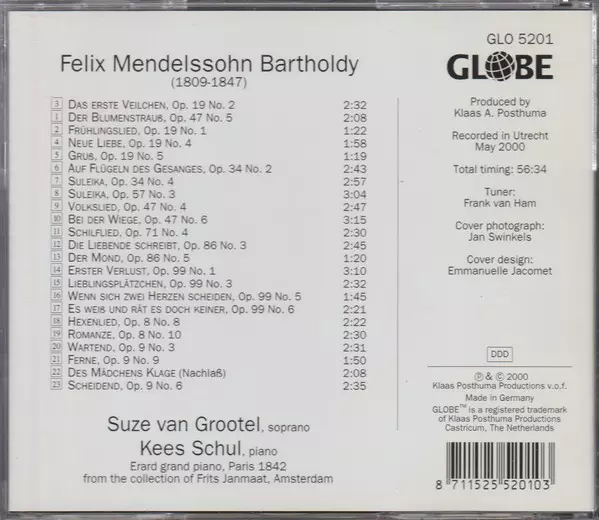 GLO 5201
GLOBE
Felix Mendelssohn Bartholdy
(1809-1847)
3 Das erste Veilchen, Op. 19 No. 2 2:32
1 Der Blumenstrauß, Op. 47 No. 5 2:08
2 Frühlingslied, Op. 19 No. 1 1:22
4 Neue Liebe, Op. 19 No. 4 1:58
5 Gruß, Op. 19 No. 5 1:19
6 Auf Flügeln des Gesanges, Op. 34 No. 2 2:43
7 Suleika, Op. 34 No. 4 2:57
8 Suleika, Op. 57 No. 3 3:04
9 Volkslied, Op. 47 No. 4 2:47
10 Bei der Wiege, Op. 47 No. 6 3:15
11 Schilflied, Op. 71 No. 4 2:30
12 Die Liebende schreibt, Op. 86 No. 3 2:45
13 Der Mond, Op. 86 No. 5 1:20
14 Erster Verlust, Op. 99 No. 1 3:10
15 Lieblingsplätzchen, Op. 99 No. 3 2:32
16 Wenn sich zwei Herzen scheiden, Op. 99 No. 5 1:45
17 Es weiß und rät es doch keiner, Op. 99 No. 6 2:21
18 Hexenlied, Op. 8 No. 8 2:22
19 Romanze, Op. 8 No. 10 2:30
20 Wartend, Op. 9 No. 3 2:31
21 Ferne, Op. 9 No. 9 1:50
22 Des Mädchens Klage (Nachlaß) 2:08
23 Scheidend, Op. 9 No. 6 2:35
Suze van Grootel, soprano
Kees Schul, piano
Erard grand piano, Paris 1842
from the collection of Frits Janmaat, Amsterdam
Produced by
Klaas A. Posthuma
Recorded in Utrecht
May 2000
Total timing: 56:34
Tuner:
Frank van Ham
Cover photograph:
Jan Swinkels
Cover design:
Emmanuelle Jacomet
DDD
℗ & © 2000
Klaas Posthuma Productions v.o.f.
Made in Germany
GLOBE™ is a registered trademark
of Klaas Posthuma Productions
Castricum, The Netherlands
8 711525 520103